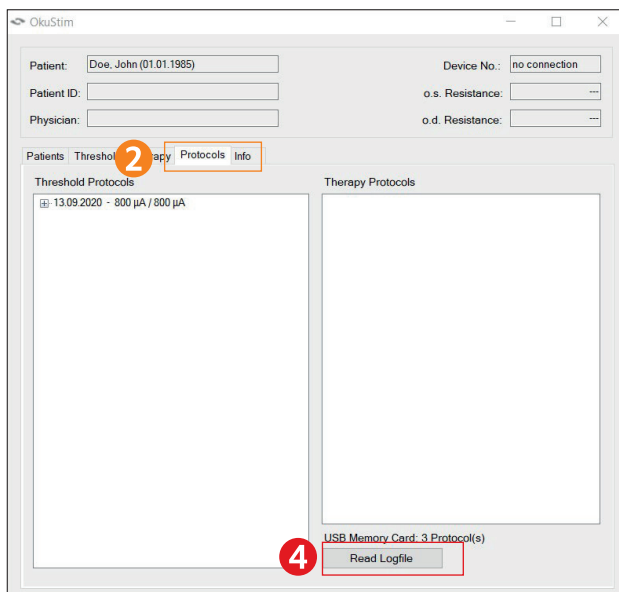 OkuStim
Patient: Doe, John (01.01.1985) Device No.: no connection
Patient ID: o.s. Resistance: ---
Physician: o.d. Resistance: ---
Patients Threshol 2 apy Protocols Info
Threshold Protocols Therapy Protocols
13.09.2020 - 800 µA / 800 µA
USB Memory Card: 3 Protocol(s)
4 Read Logfile